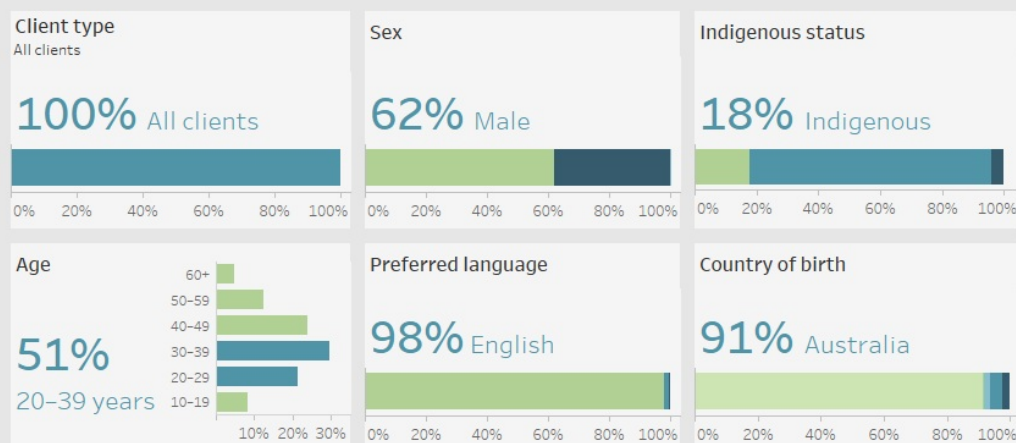 Client type
All clients
100% All clients
0% 20% 40% 60% 80% 100%
Sex
62% Male
0% 20% 40% 60% 80% 100%
Indigenous status
18% Indigenous
0% 20% 40% 60% 80% 100%
Age
51%
20–39 years
60+
50–59
40–49
30–39
20–29
10–19
10% 20% 30%
Preferred language
98% English
0% 20% 40% 60% 80% 100%
Country of birth
91% Australia
0% 20% 40% 60% 80% 100%